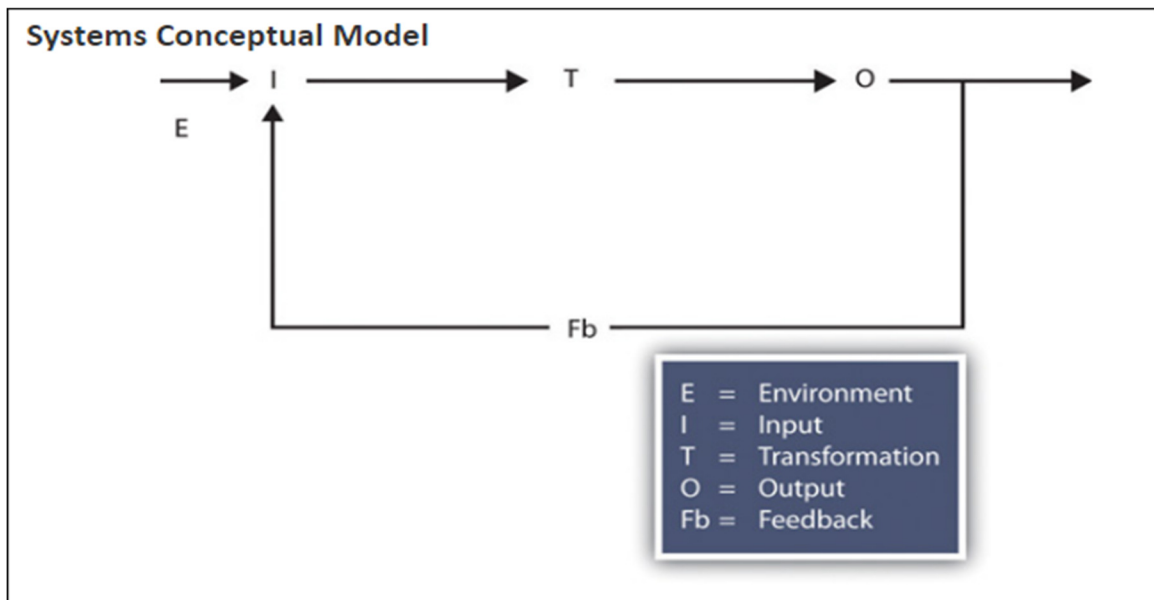 Systems Conceptual Model
I T O
E
Fb
E = Environment
I = Input
T = Transformation
O = Output
Fb = Feedback